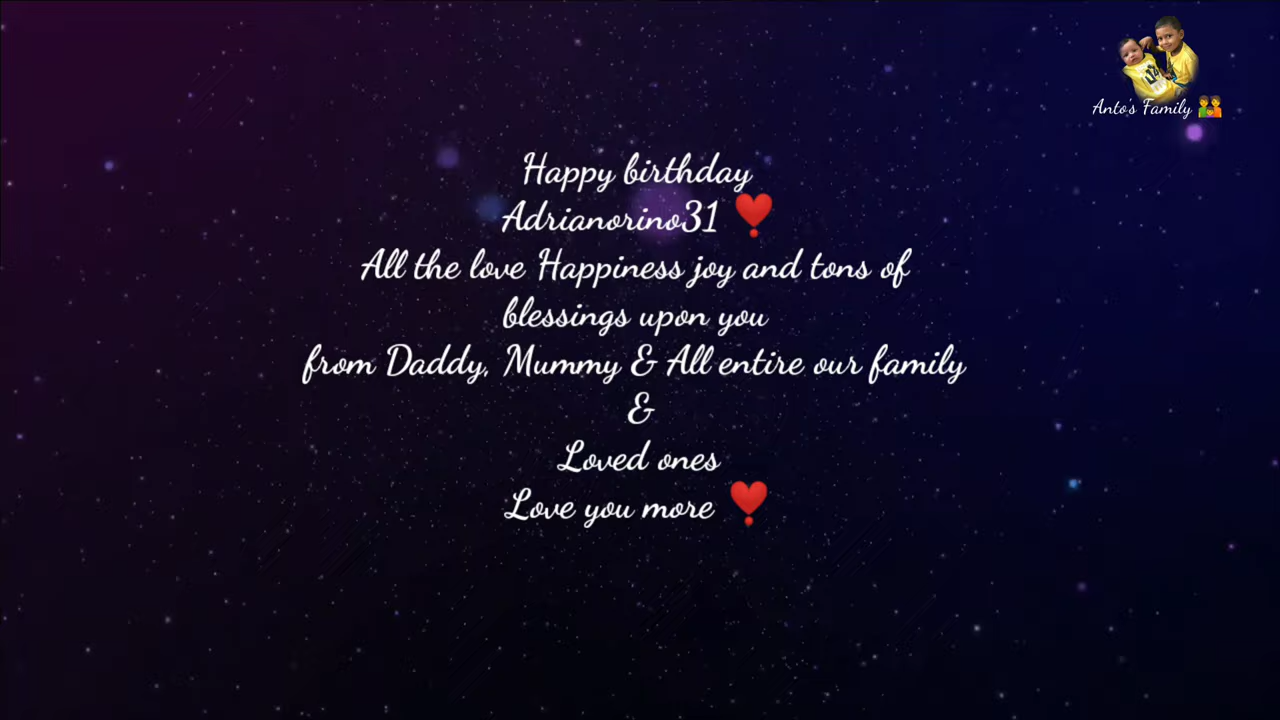 Anto's Family 👨‍👩‍👦
Happy birthday
Adrianorino31 ❣️
All the love Happiness joy and tons of
blessings upon you
from Daddy, Mummy & All entire our family
&
Loved ones
Love you more ❣️